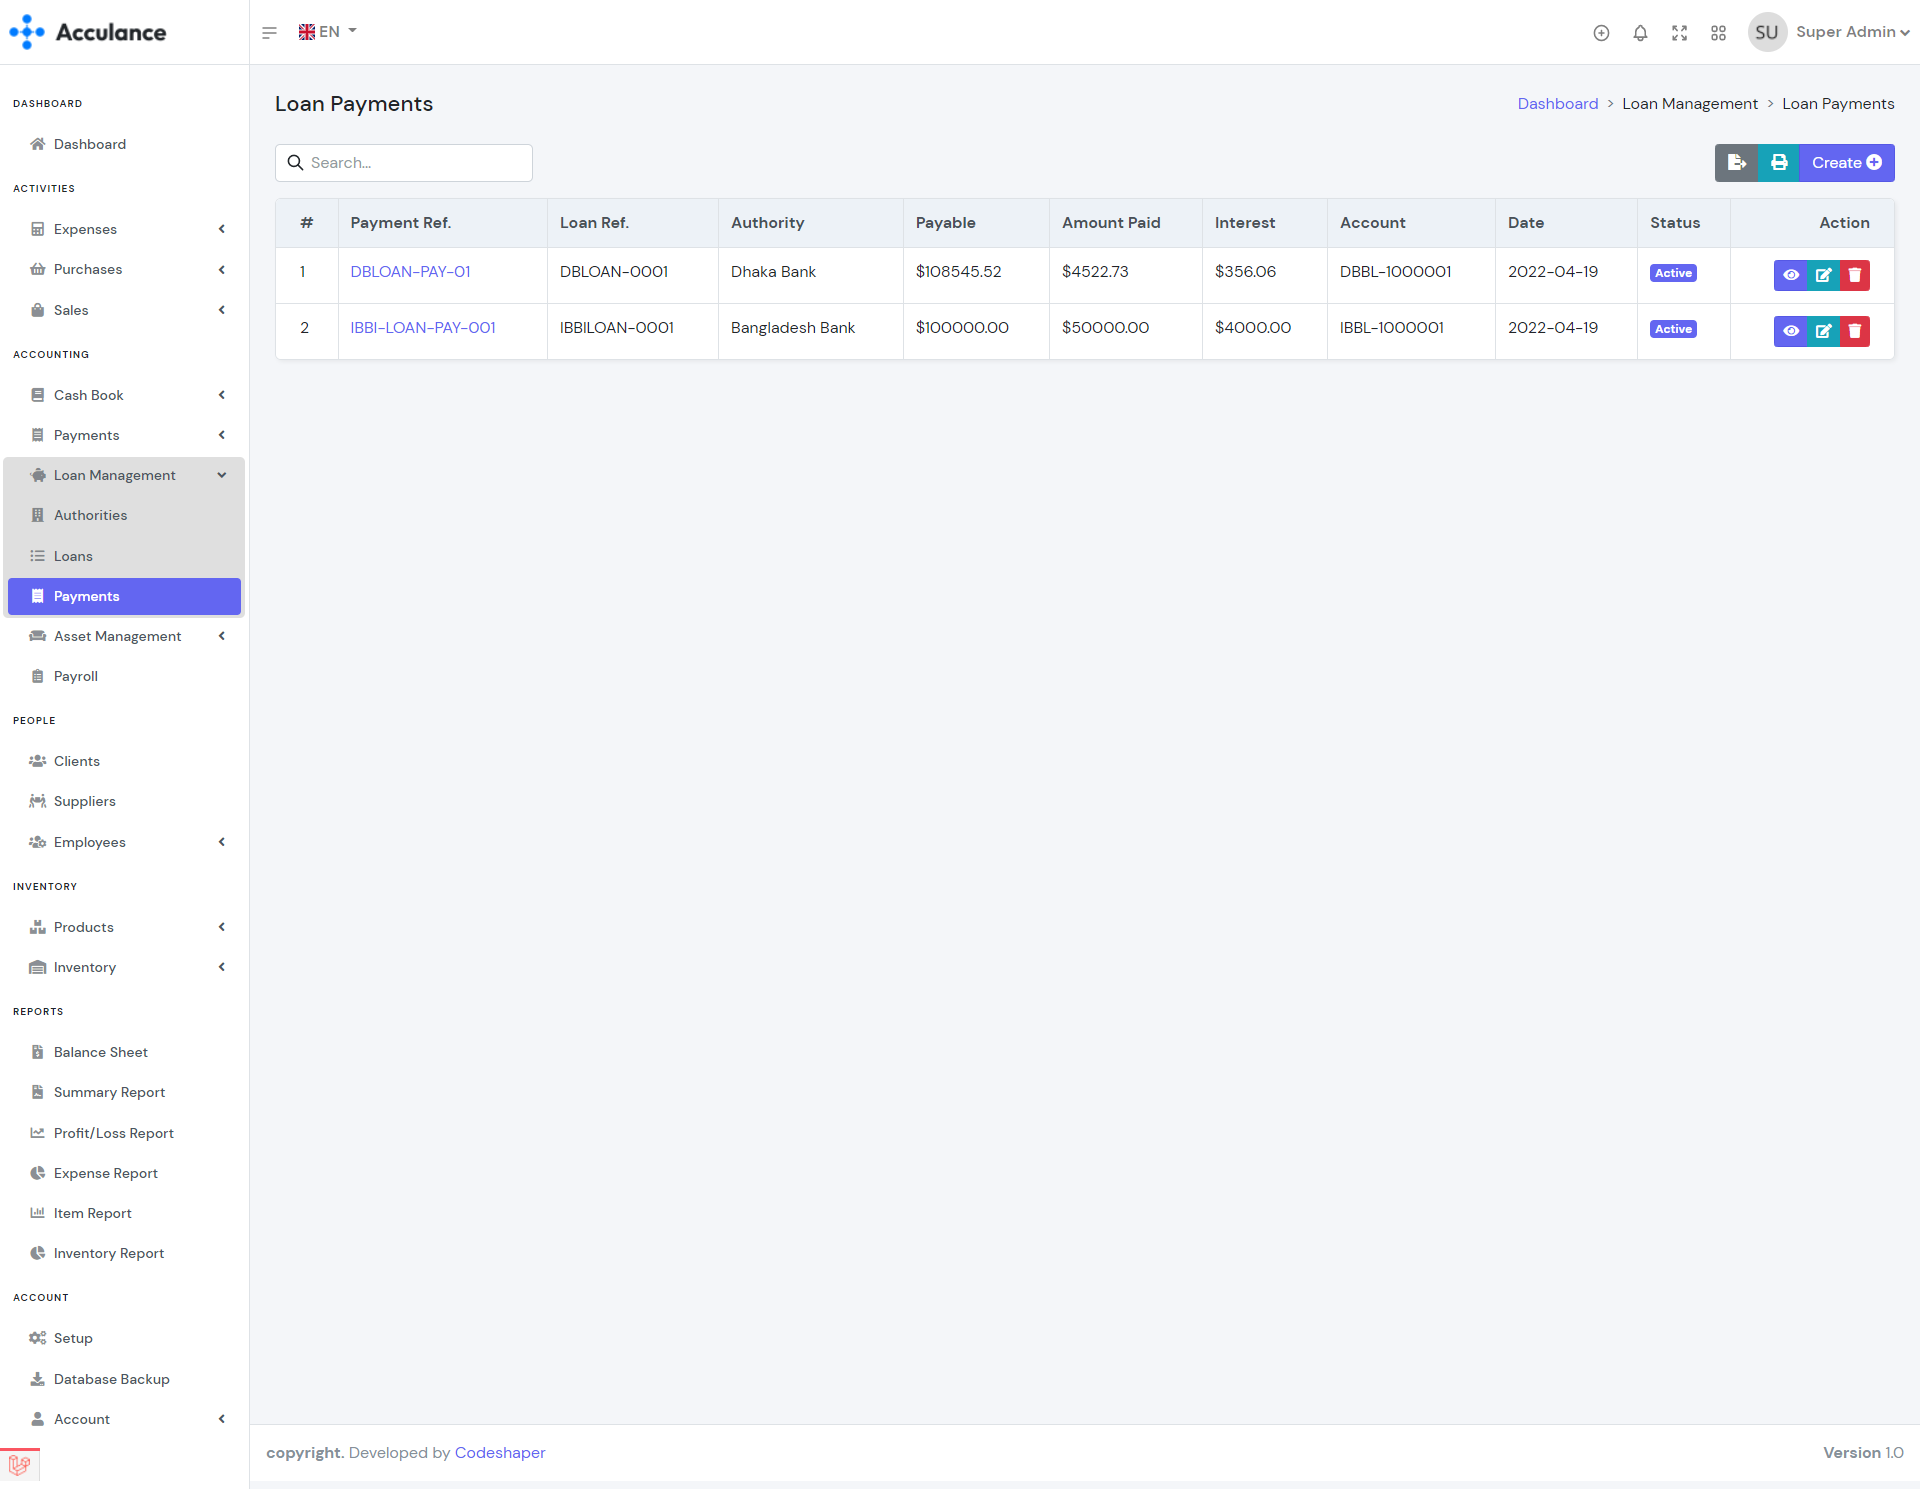 Acculance
EN
SU Super Admin
DASHBOARD
Dashboard
ACTIVITIES
Expenses
Purchases
Sales
ACCOUNTING
Cash Book
Payments
Loan Management
Authorities
Loans
Payments
Asset Management
Payroll
PEOPLE
Clients
Suppliers
Employees
INVENTORY
Products
Inventory
REPORTS
Balance Sheet
Summary Report
Profit/Loss Report
Expense Report
Item Report
Inventory Report
ACCOUNT
Setup
Database Backup
Account
Loan Payments
Dashboard > Loan Management > Loan Payments
Search...
Create
# Payment Ref. Loan Ref. Authority Payable Amount Paid Interest Account Date Status Action
1 DBLOAN-PAY-01 DBLOAN-0001 Dhaka Bank $108545.52 $4522.73 $356.06 DBBL-1000001 2022-04-19 Active
2 IBBI-LOAN-PAY-001 IBBILOAN-0001 Bangladesh Bank $100000.00 $50000.00 $4000.00 IBBL-1000001 2022-04-19 Active
copyright. Developed by Codeshaper
Version 1.0